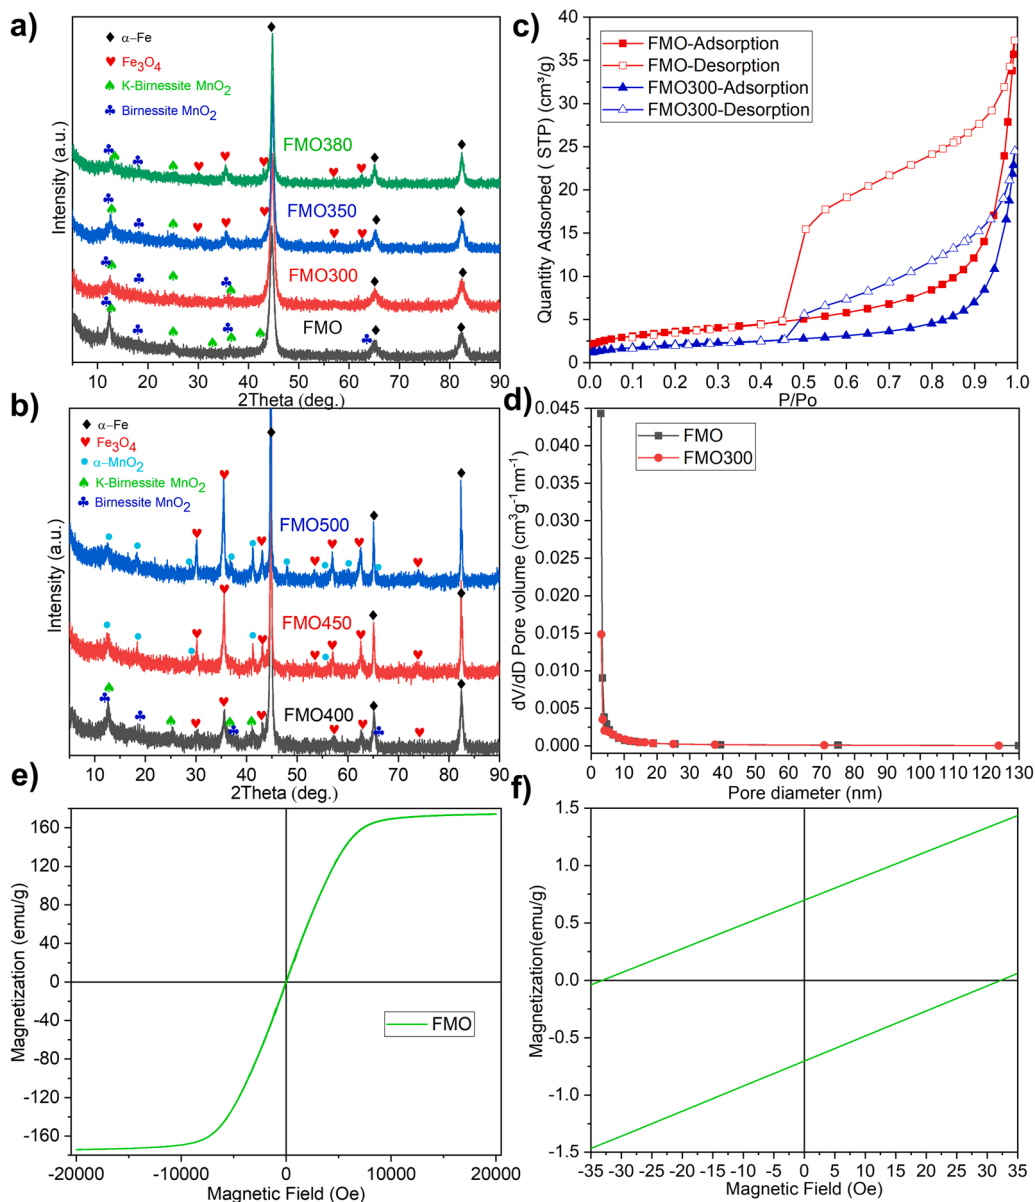 a)
α–Fe
Fe3O4
K-Birnessite MnO2
Birnessite MnO2
FMO380
FMO350
FMO300
FMO
Intensity (a.u.)
10 20 30 40 50 60 70 80 90
2Theta (deg.)
c)
FMO-Adsorption
FMO-Desorption
FMO300-Adsorption
FMO300-Desorption
Quantity Adsorbed ( STP) (cm³/g)
40
35
30
25
20
15
10
5
0
0.0 0.1 0.2 0.3 0.4 0.5 0.6 0.7 0.8 0.9 1.0
P/Po
b)
α–Fe
Fe3O4
α-MnO2
K-Birnessite MnO2
Birnessite MnO2
FMO500
FMO450
FMO400
Intensity (a.u.)
10 20 30 40 50 60 70 80 90
2Theta (deg.)
d)
FMO
FMO300
dV/dD Pore volume (cm³g⁻¹nm⁻¹)
0.045
0.040
0.035
0.030
0.025
0.020
0.015
0.010
0.005
0.000
0 10 20 30 40 50 60 70 80 90 100 110 120 130
Pore diameter (nm)
e)
160
120
80
40
0
-40
-80
-120
-160
Magnetization (emu/g)
FMO
-20000 -10000 0 10000 20000
Magnetic Field (Oe)
f)
1.5
1.0
0.5
0.0
-0.5
-1.0
-1.5
Magnetization(emu/g)
-35 -30 -25 -20 -15 -10 -5 0 5 10 15 20 25 30 35
Magnetic Field (Oe)